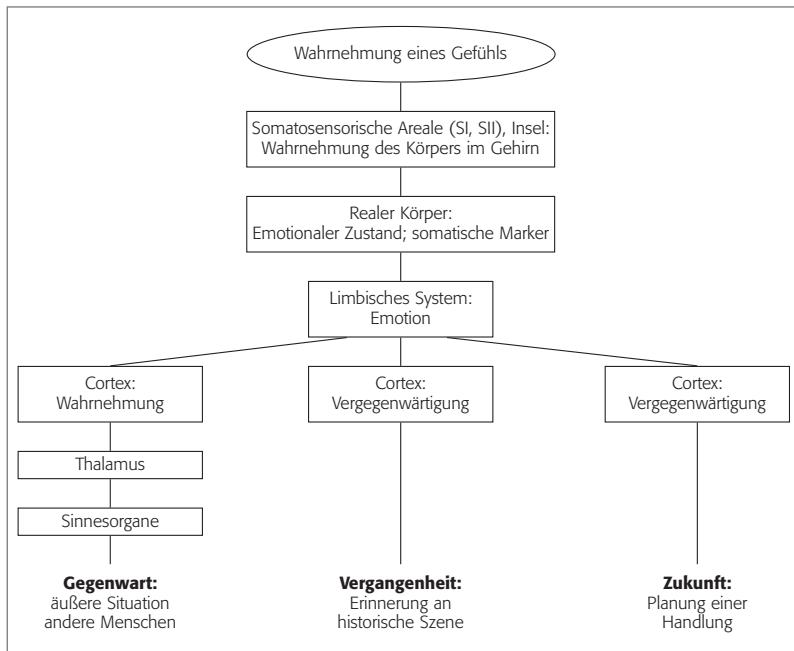 Wahrnehmung eines Gefühls
Somatosensorische Areale (SI, SII), Insel:
Wahrnehmung des Körpers im Gehirn
Realer Körper:
Emotionaler Zustand; somatische Marker
Limbisches System:
Emotion
Cortex:
Wahrnehmung
Cortex:
Vergegenwärtigung
Cortex:
Vergegenwärtigung
Thalamus
Sinnesorgane
Gegenwart:
äußere Situation
andere Menschen
Vergangenheit:
Erinnerung an
historische Szene
Zukunft:
Planung einer
Handlung